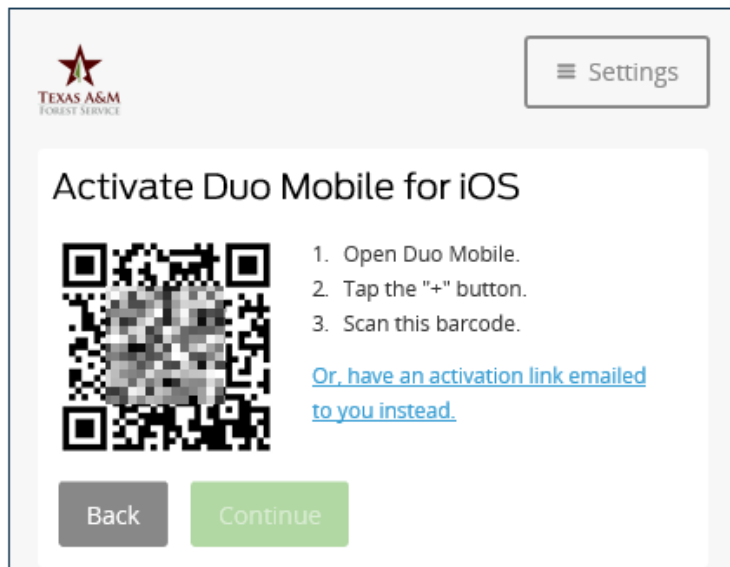 TEXAS A&M
FOREST SERVICE
≡ Settings
Activate Duo Mobile for iOS
1. Open Duo Mobile.
2. Tap the "+" button.
3. Scan this barcode.
Or, have an activation link emailed
to you instead.
Back
Continue